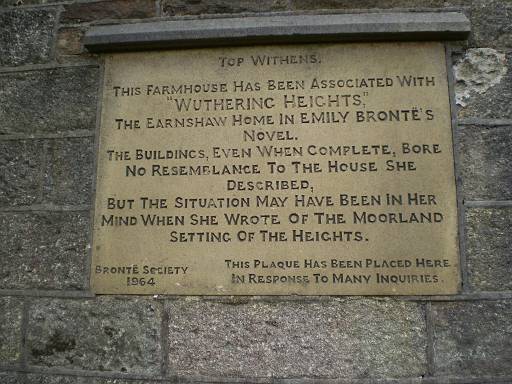 TOP WITHENS.
THIS FARMHOUSE HAS BEEN ASSOCIATED WITH
"WUTHERING HEIGHTS,"
THE EARNSHAW HOME IN EMILY BRONTË'S
NOVEL.
THE BUILDINGS, EVEN WHEN COMPLETE, BORE
NO RESEMBLANCE TO THE HOUSE SHE
DESCRIBED,
BUT THE SITUATION MAY HAVE BEEN IN HER
MIND WHEN SHE WROTE OF THE MOORLAND
SETTING OF THE HEIGHTS.
BRONTË SOCIETY
1964
THIS PLAQUE HAS BEEN PLACED HERE
IN RESPONSE TO MANY INQUIRIES.